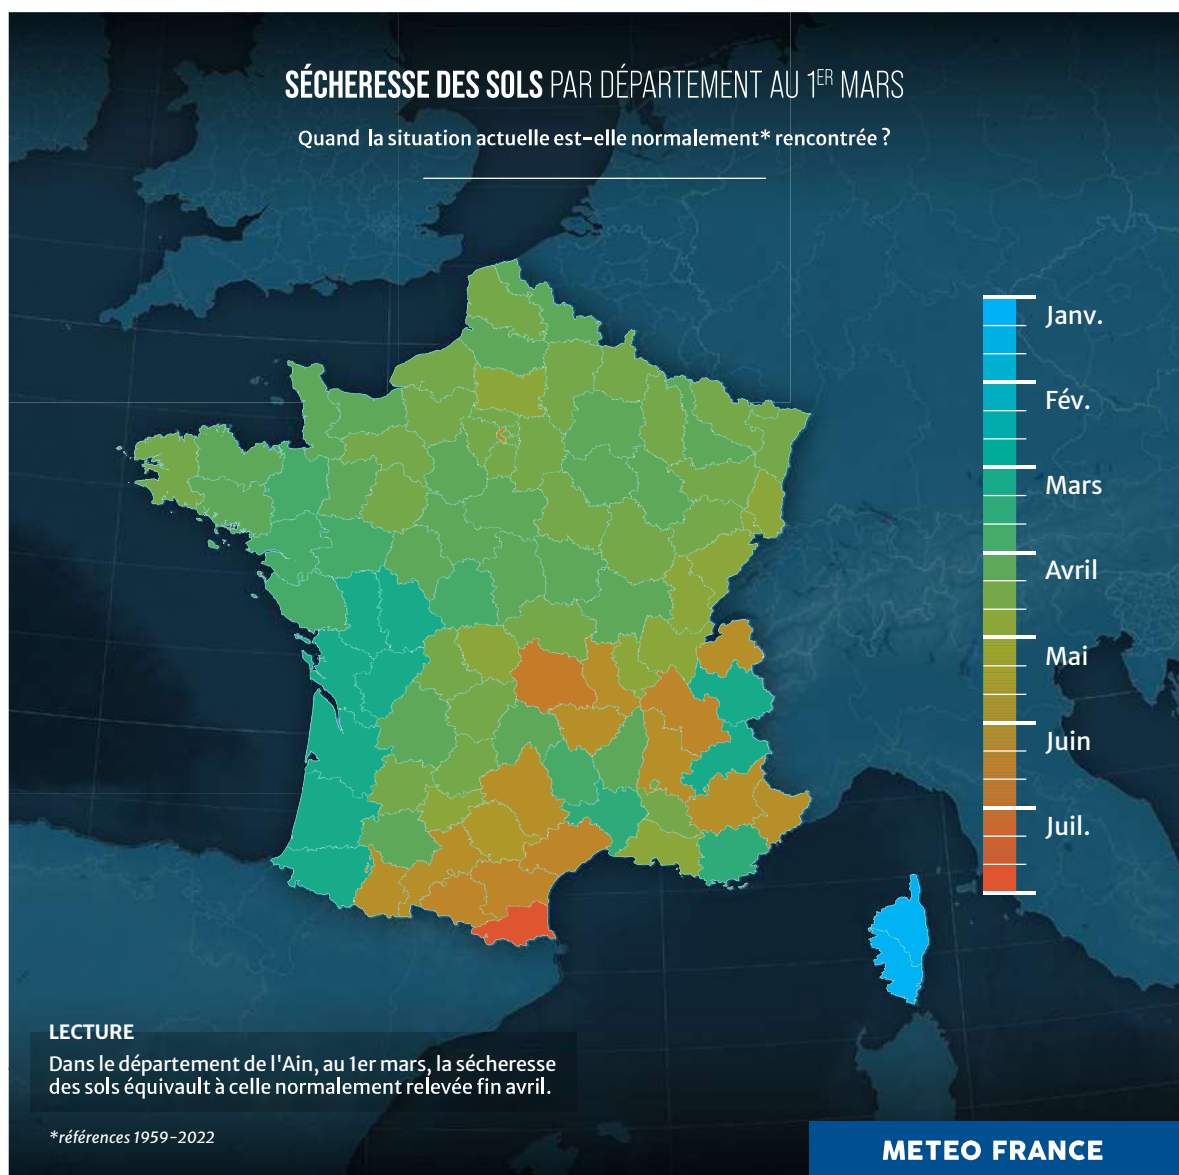 SÉCHERESSE DES SOLS PAR DÉPARTEMENT AU 1ER MARS
Quand la situation actuelle est-elle normalement* rencontrée ?
Janv.
Fév.
Mars
Avril
Mai
Juin
Juil.
LECTURE
Dans le département de l'Ain, au 1er mars, la sécheresse
des sols équivault à celle normalement relevée fin avril.
*références 1959-2022
METEO FRANCE